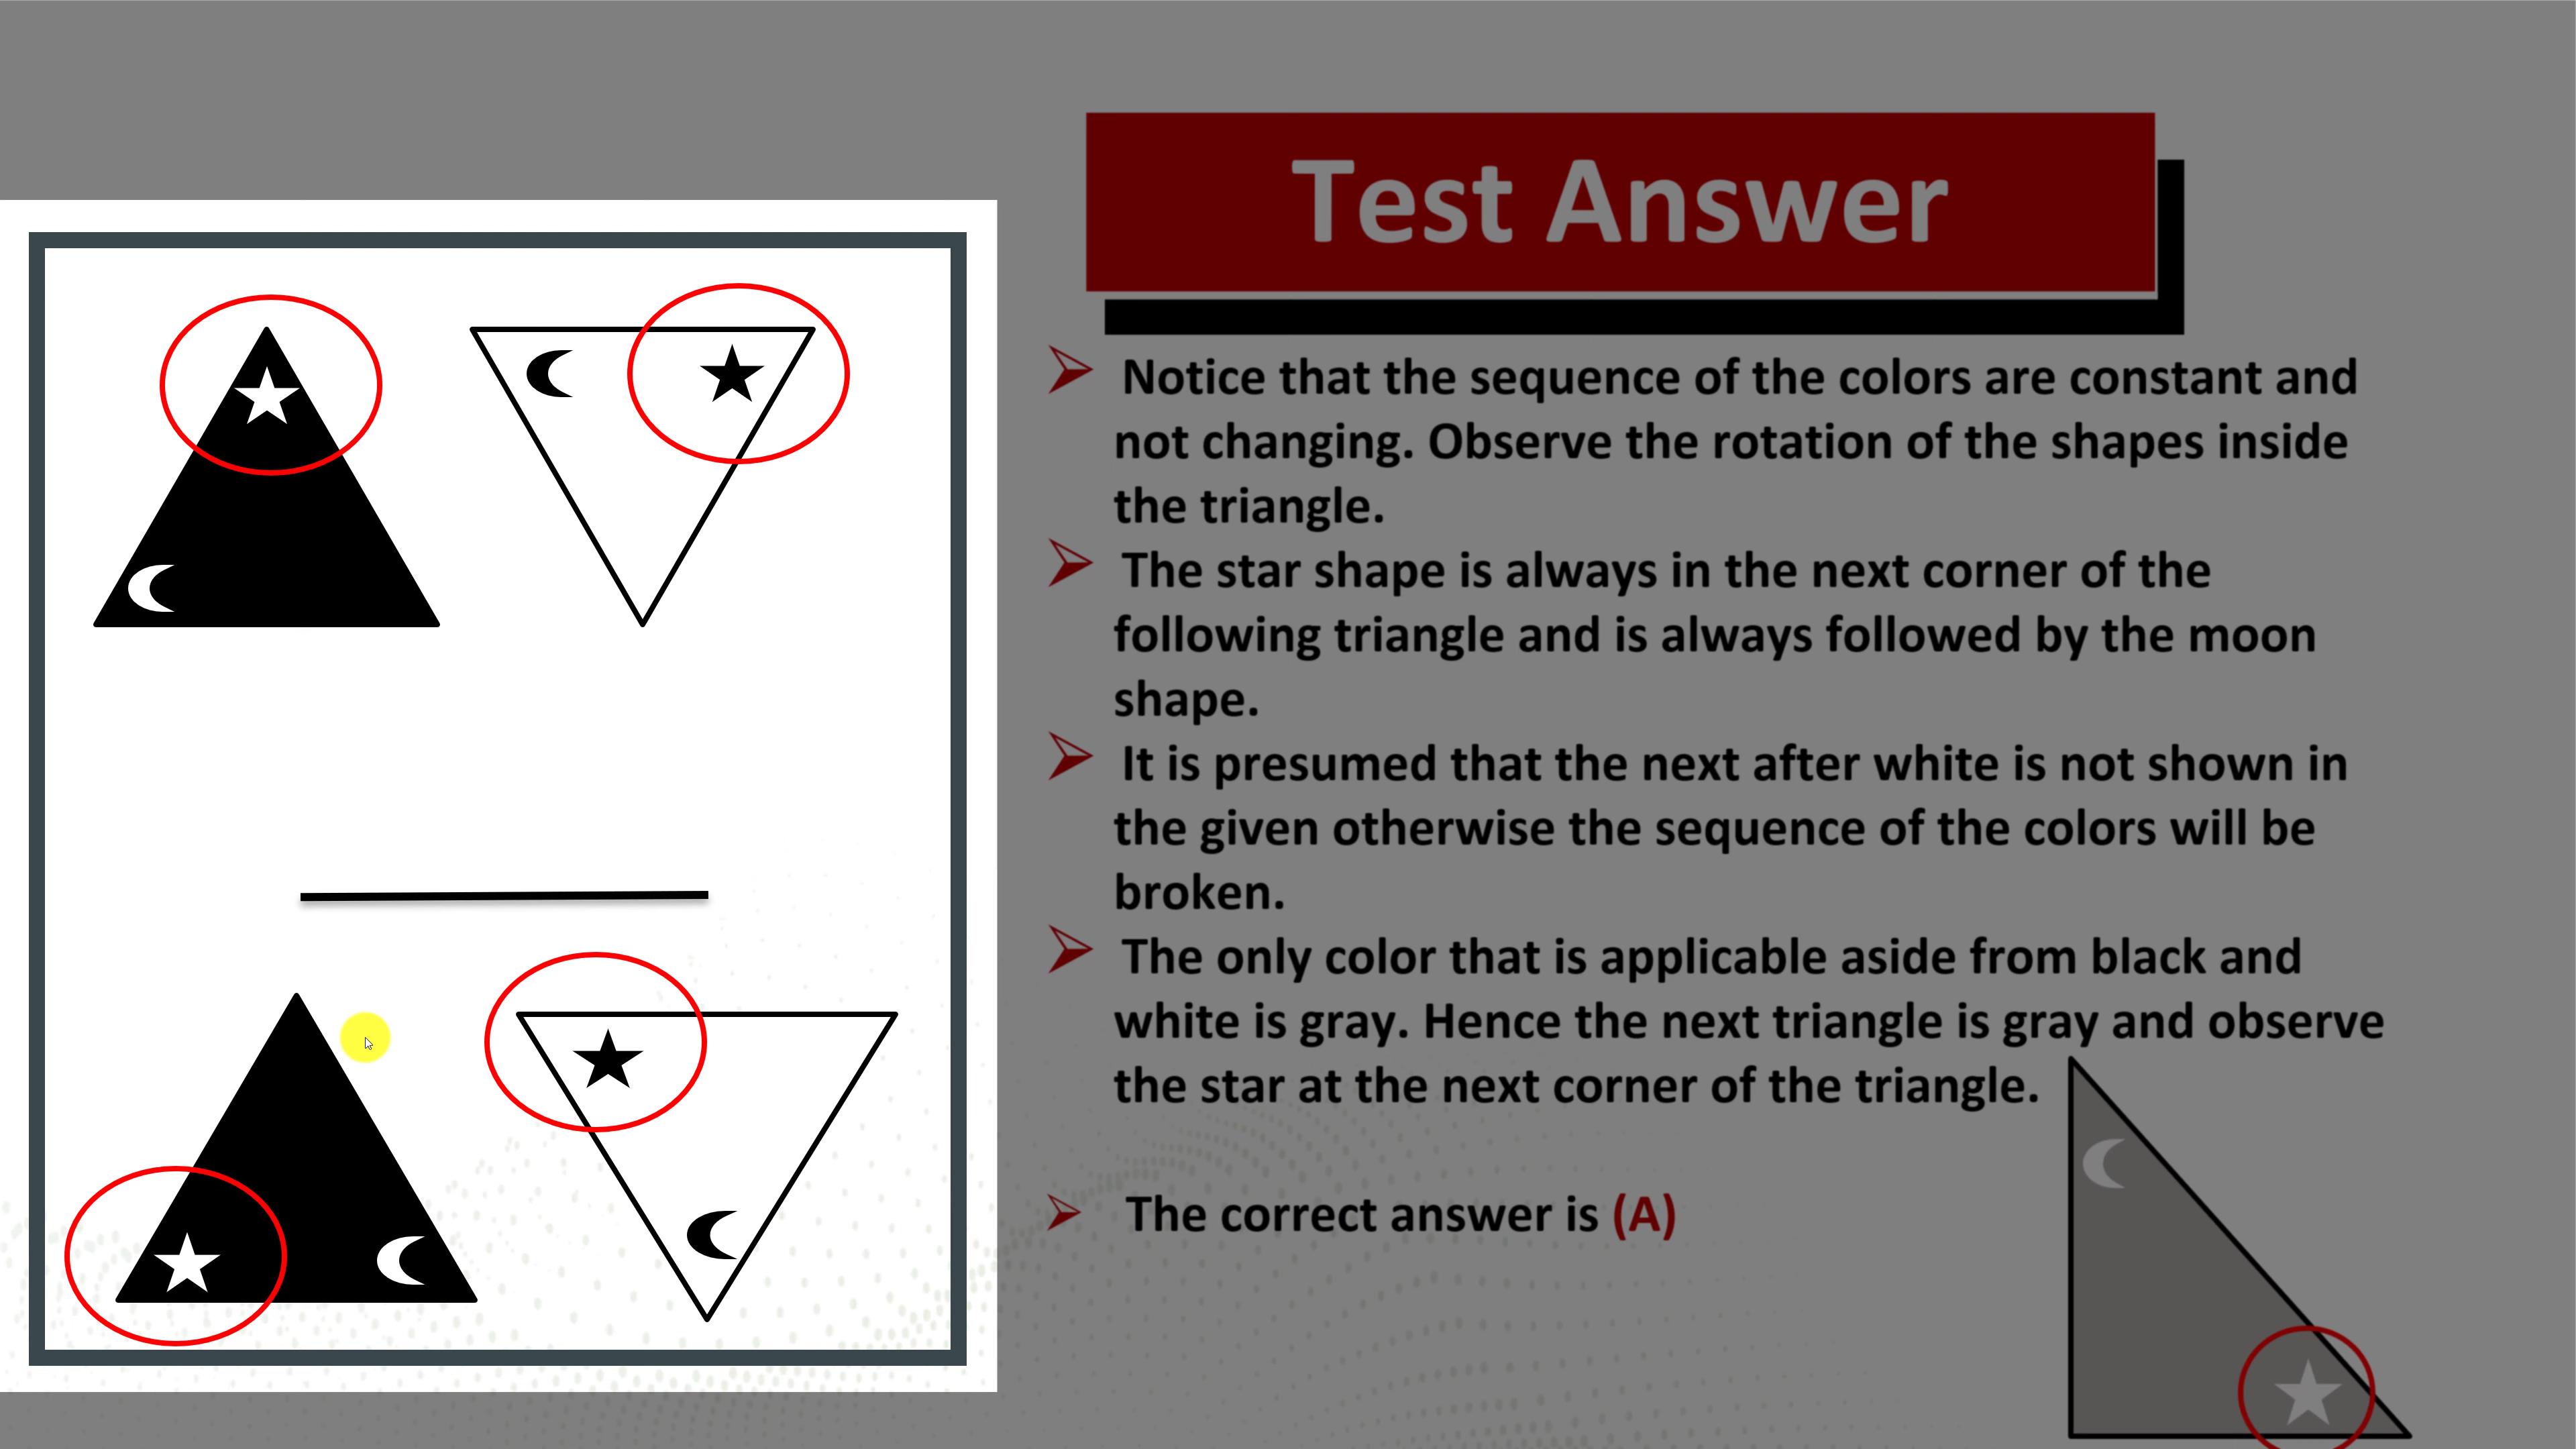 Test Answer
Notice that the sequence of the colors are constant and
not changing. Observe the rotation of the shapes inside
the triangle.
The star shape is always in the next corner of the
following triangle and is always followed by the moon
shape.
It is presumed that the next after white is not shown in
the given otherwise the sequence of the colors will be
broken.
The only color that is applicable aside from black and
white is gray. Hence the next triangle is gray and observe
the star at the next corner of the triangle.
The correct answer is (A)